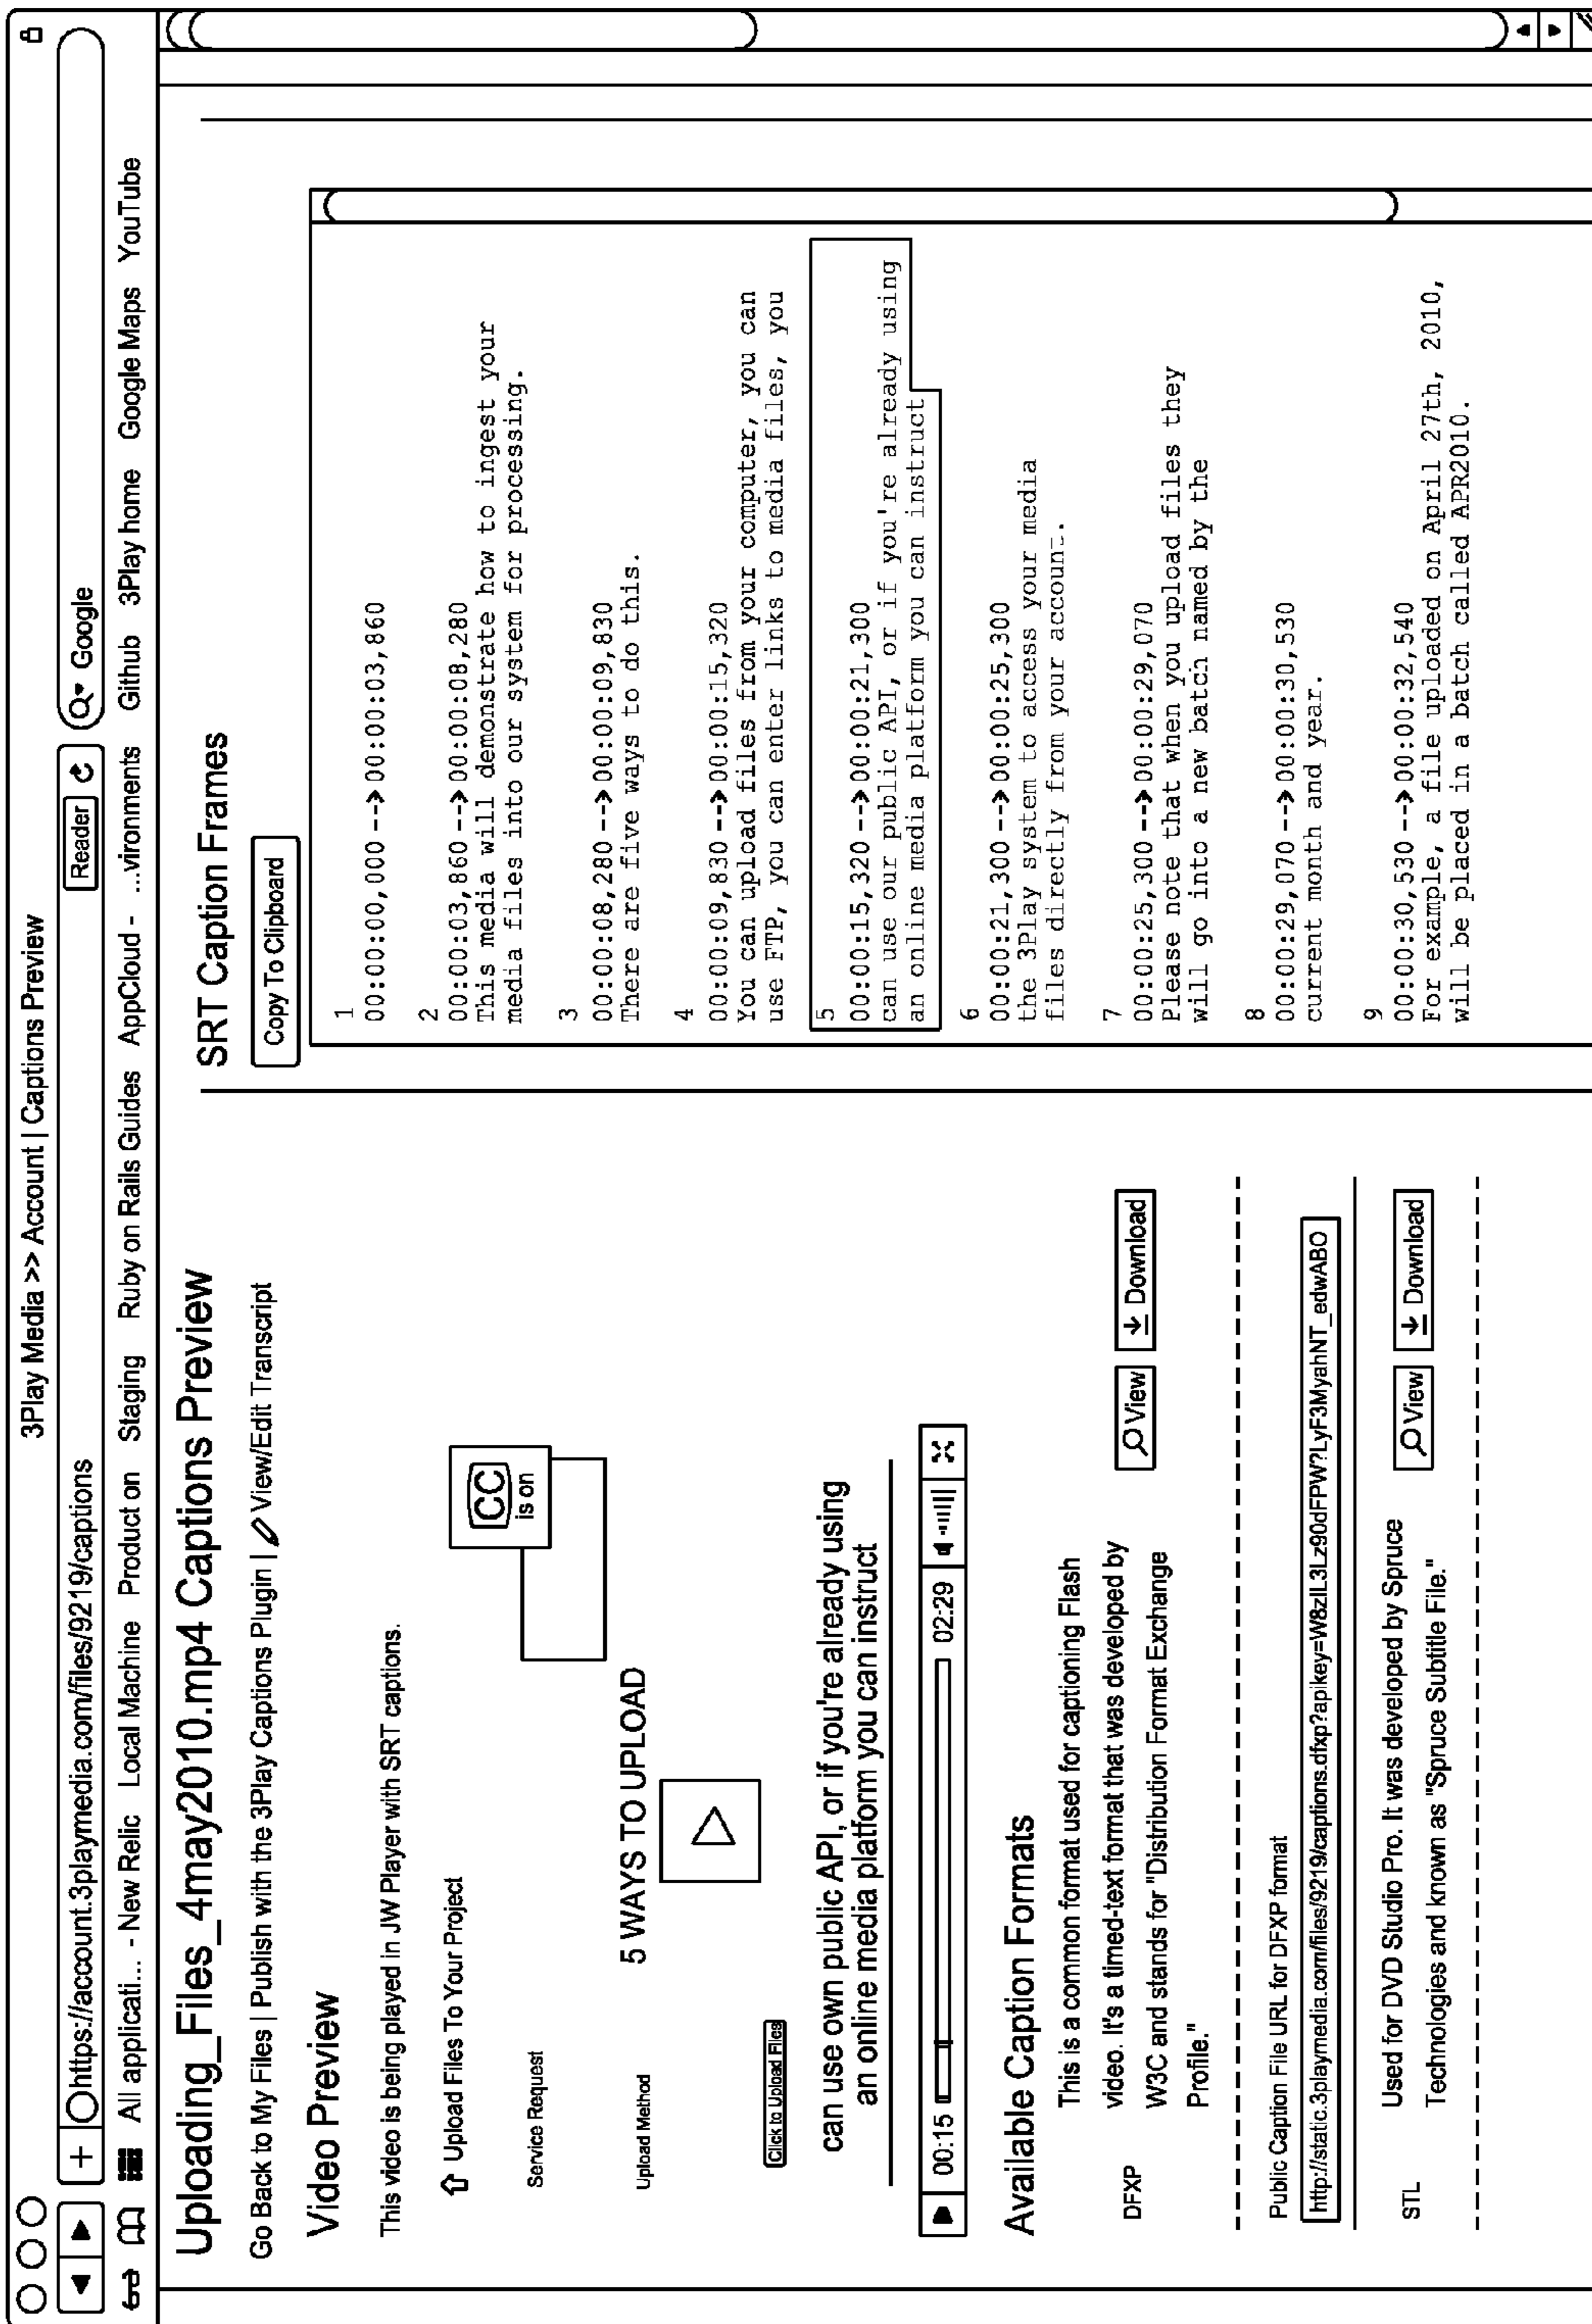 3Play Media >> Account | Captions Preview
https://account.3playmedia.com/files/9219/captions
Reader
Google
All applicati... - New Relic Local Machine Product on Staging Ruby on Rails Guides AppCloud - ...vironments Github 3Play home Google Maps YouTube
Uploading_Files_4may2010.mp4 Captions Preview
Go Back to My Files | Publish with the 3Play Captions Plugin | View/Edit Transcript
Video Preview
This video is being played in JW Player with SRT captions.
Upload Files To Your Project
CC
is on
Service Request
Upload Method
5 WAYS TO UPLOAD
Click to Upload Files
can use own public API, or if you're already using
an online media platform you can instruct
00:15
02:29
Available Caption Formats
DFXP
This is a common format used for captioning Flash
video. It's a timed-text format that was developed by
W3C and stands for "Distribution Format Exchange
Profile."
View
Download
Public Caption File URL for DFXP format
http://static.3playmedia.com/files/9219/captions.dfxp?apikey=W8zlL3Lz90dFPW?LyF3MyahNT_edwABO
STL
Used for DVD Studio Pro. It was developed by Spruce
Technologies and known as "Spruce Subtitle File."
View
Download
SRT Caption Frames
Copy To Clipboard
1
00:00:00,000 --> 00:00:03,860
2
00:00:03,860 --> 00:00:08,280
This media will demonstrate how to ingest your
media files into our system for processing.
3
00:00:08,280 --> 00:00:09,830
There are five ways to do this.
4
00:00:09,830 --> 00:00:15,320
You can upload files from your computer, you can
use FTP, you can enter links to media files, you
5
00:00:15,320 --> 00:00:21,300
can use our public API, or if you're already using
an online media platform you can instruct
6
00:00:21,300 --> 00:00:25,300
the 3Play system to access your media
files directly from your account.
7
00:00:25,300 --> 00:00:29,070
Please note that when you upload files they
will go into a new batch named by the
8
00:00:29,070 --> 00:00:30,530
current month and year.
9
00:00:30,530 --> 00:00:32,540
For example, a file uploaded on April 27th, 2010,
will be placed in a batch called APR2010.